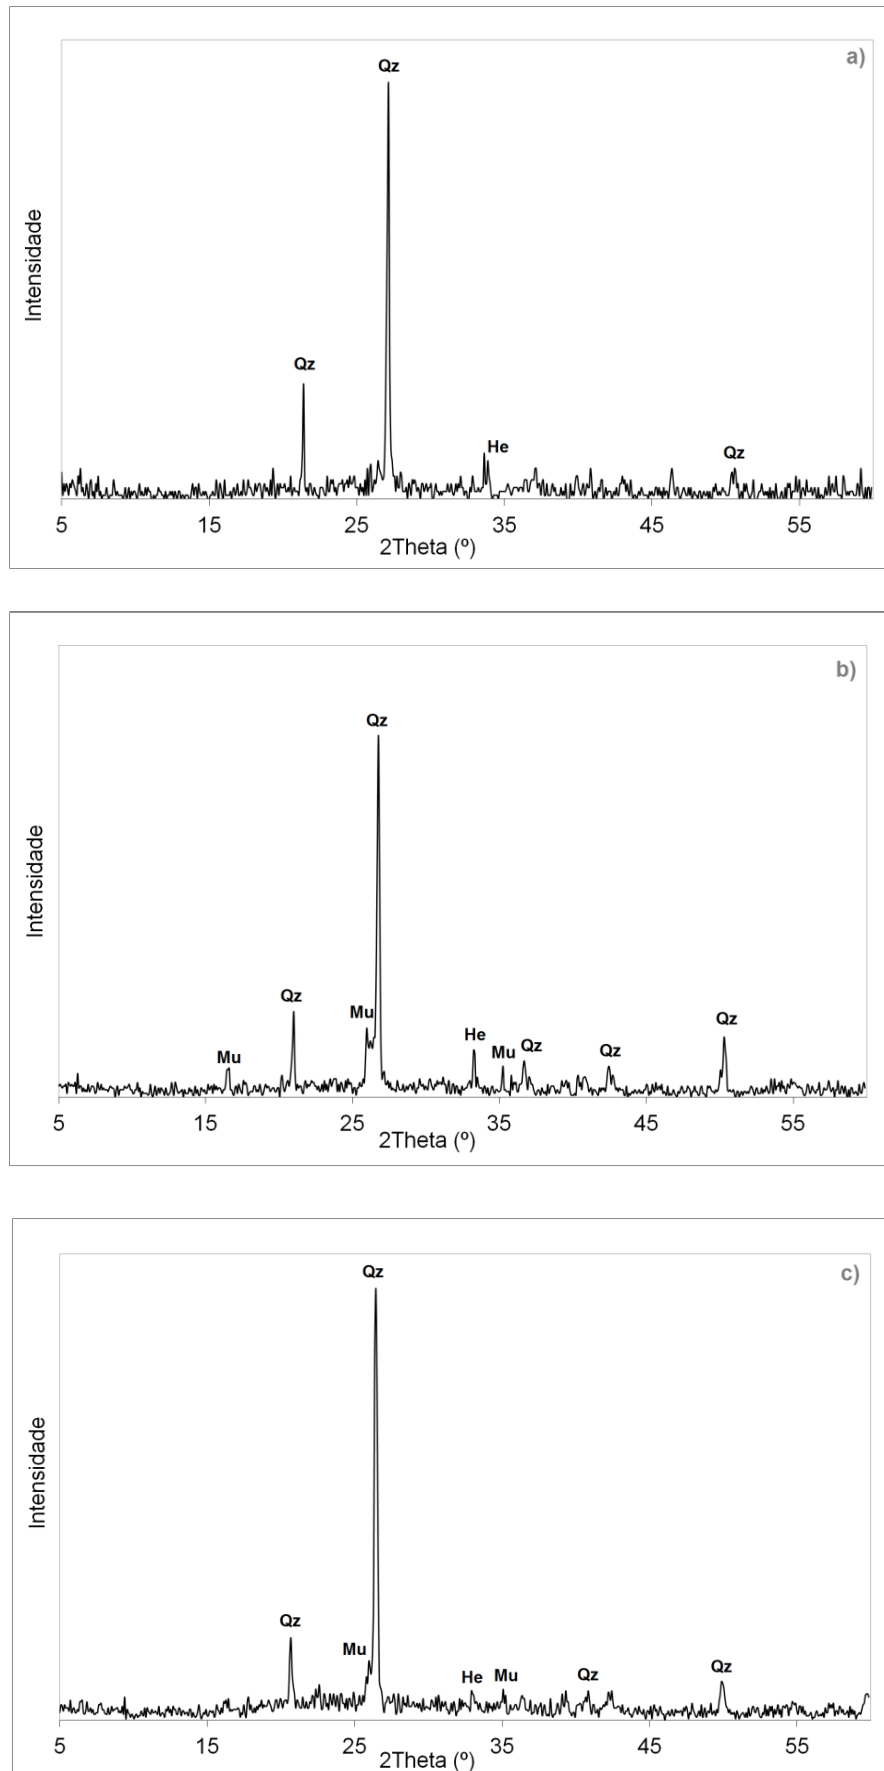 a)
Qz
Qz
He
Qz
Intensidade
5 15 25 35 45 55
2Theta (º)
b)
Qz
Qz
Mu
Mu
He
Mu
Qz
Qz
Qz
Intensidade
5 15 25 35 45 55
2Theta (º)
c)
Qz
Qz
Mu
He
Mu
Qz
Qz
Intensidade
5 15 25 35 45 55
2Theta (º)